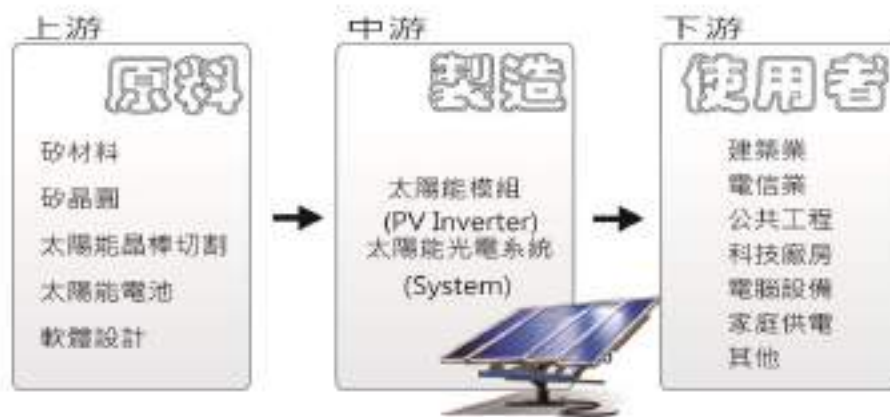 上游
原料
矽材料
矽晶圓
太陽能晶棒切割
太陽能電池
軟體設計
中游
製造
太陽能模組
(PV Inverter)
太陽能光電系統
(System)
下游
使用者
建築業
電信業
公共工程
科技廠房
電腦設備
家庭供電
其他